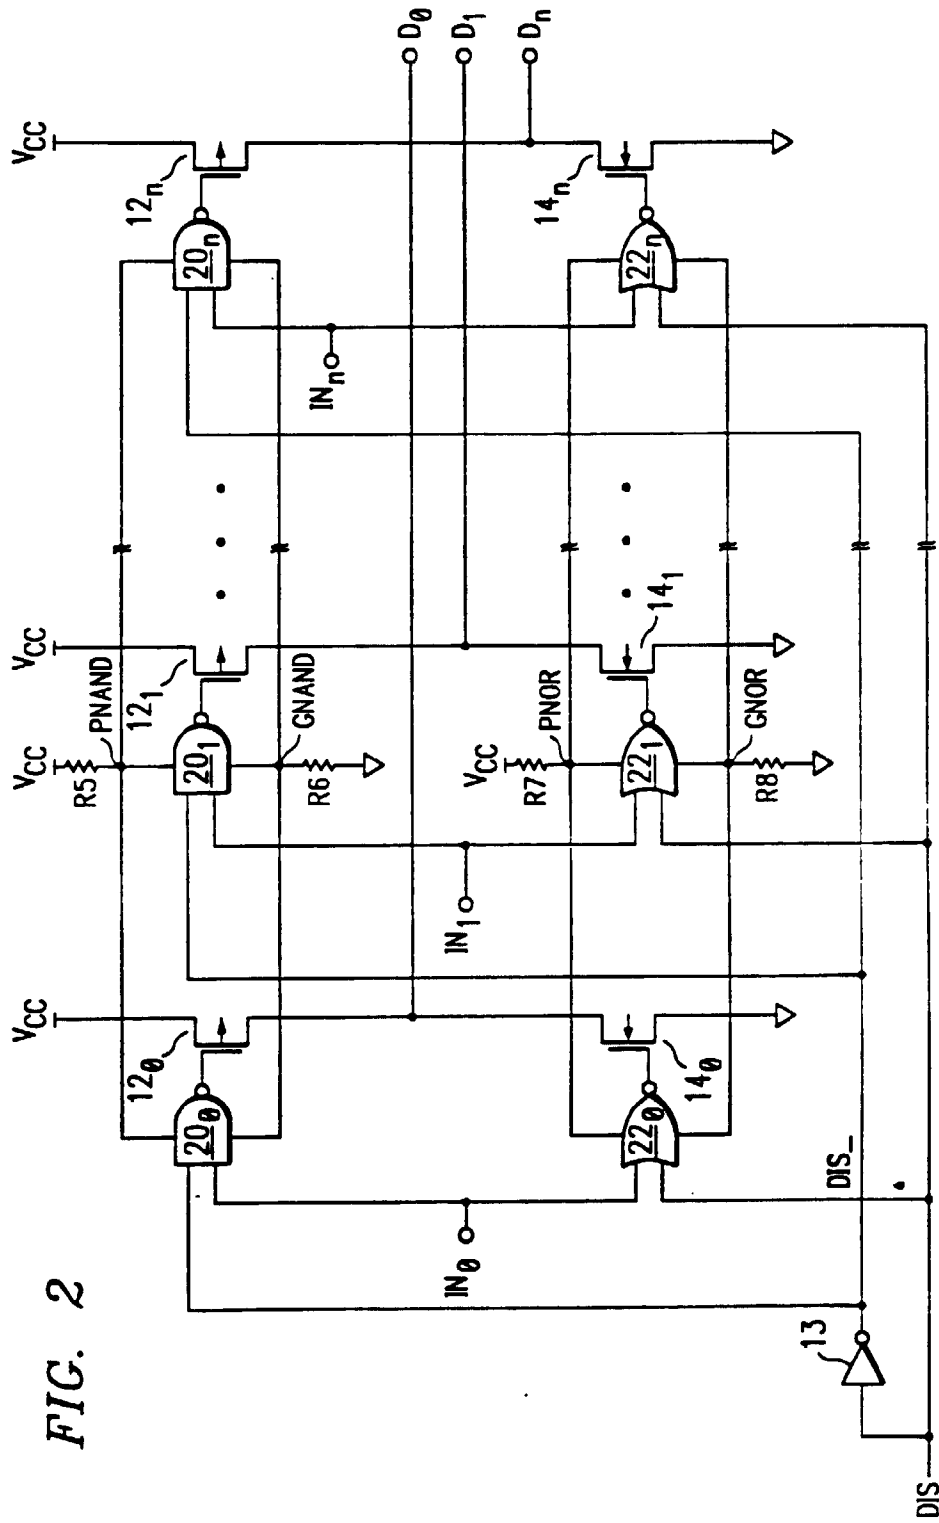 FIG. 2
VCC
VCC
VCC
VCC
R5
PNAND
12₀
12₁
12ₙ
20₀
20₁
20ₙ
GNAND
R6
D₀
D₁
Dₙ
IN₀
IN₁
INₙ
VCC
R7
PNOR
14₀
14₁
14ₙ
22₀
22₁
22ₙ
GNOR
R8
DIS_
13
DIS